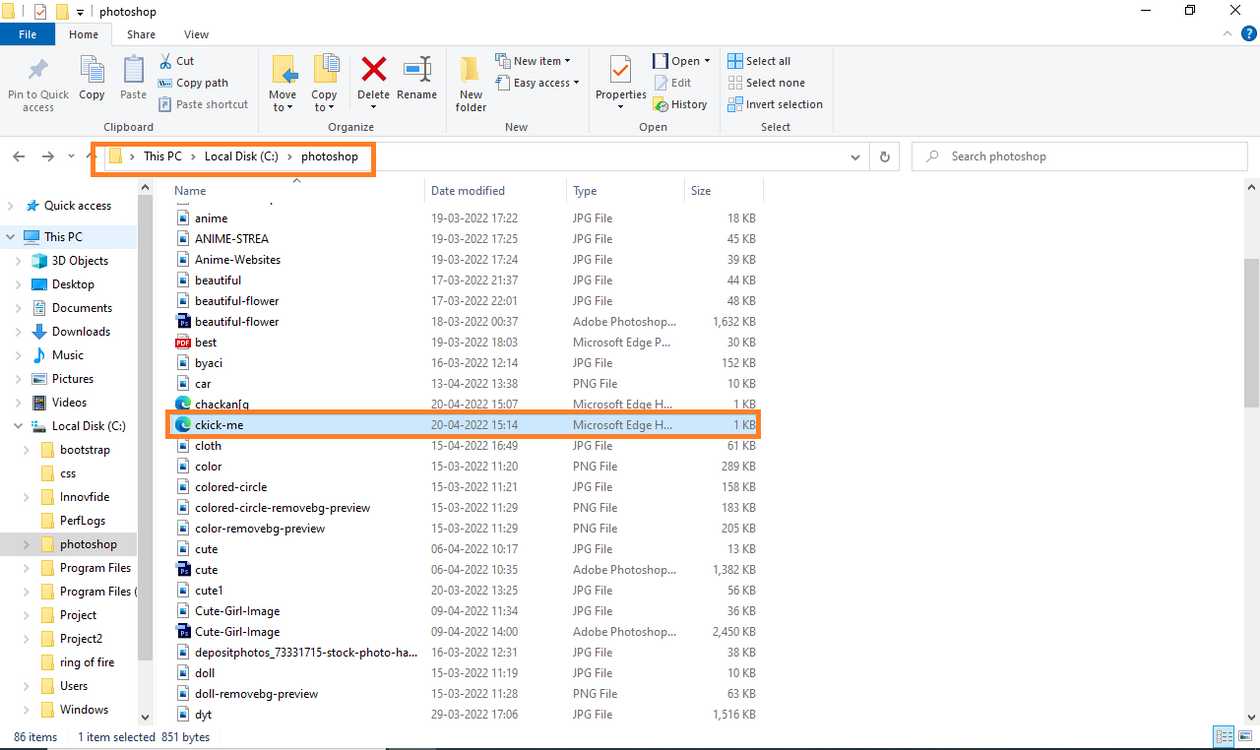 photoshop
File Home Share View
Pin to Quick access
Copy
Paste
Cut
Copy path
Paste shortcut
Clipboard
Move to
Copy to
Delete
Rename
Organize
New folder
New item
Easy access
New
Properties
Open
Edit
History
Open
Select all
Select none
Invert selection
Select
This PC Local Disk (C:) photoshop
Search photoshop
Quick access
This PC
3D Objects
Desktop
Documents
Downloads
Music
Pictures
Videos
Local Disk (C:)
bootstrap
css
Innovfide
PerfLogs
photoshop
Program Files
Program Files (
Project
Project2
ring of fire
Users
Windows
Name Date modified Type Size
anime 19-03-2022 17:22 JPG File 18 KB
ANIME-STREA 19-03-2022 17:25 JPG File 45 KB
Anime-Websites 19-03-2022 17:24 JPG File 39 KB
beautiful 17-03-2022 21:37 JPG File 44 KB
beautiful-flower 17-03-2022 22:01 JPG File 48 KB
Ps beautiful-flower 18-03-2022 00:37 Adobe Photoshop... 1,632 KB
PDF best 19-03-2022 18:03 Microsoft Edge P... 30 KB
byaci 16-03-2022 12:14 JPG File 152 KB
car 13-04-2022 13:38 PNG File 10 KB
chackan[g 20-04-2022 15:07 Microsoft Edge H... 1 KB
ckick-me 20-04-2022 15:14 Microsoft Edge H... 1 KB
cloth 15-04-2022 16:49 JPG File 61 KB
color 15-03-2022 11:20 PNG File 289 KB
colored-circle 15-03-2022 11:21 JPG File 158 KB
colored-circle-removebg-preview 15-03-2022 11:29 PNG File 183 KB
color-removebg-preview 15-03-2022 11:29 PNG File 205 KB
cute 06-04-2022 10:17 JPG File 13 KB
Ps cute 06-04-2022 10:35 Adobe Photoshop... 1,382 KB
cute1 20-03-2022 13:25 JPG File 56 KB
Cute-Girl-Image 09-04-2022 11:34 JPG File 36 KB
Ps Cute-Girl-Image 09-04-2022 14:00 Adobe Photoshop... 2,450 KB
depositphotos_73331715-stock-photo-ha... 16-03-2022 12:31 JPG File 38 KB
doll 15-03-2022 11:19 JPG File 10 KB
doll-removebg-preview 15-03-2022 11:28 PNG File 63 KB
dyt 29-03-2022 17:06 JPG File 1,516 KB
86 items 1 item selected 851 bytes